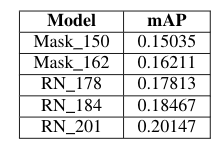 Model mAP
Mask_150 0.15035
Mask_162 0.16211
RN_178 0.17813
RN_184 0.18467
RN_201 0.20147